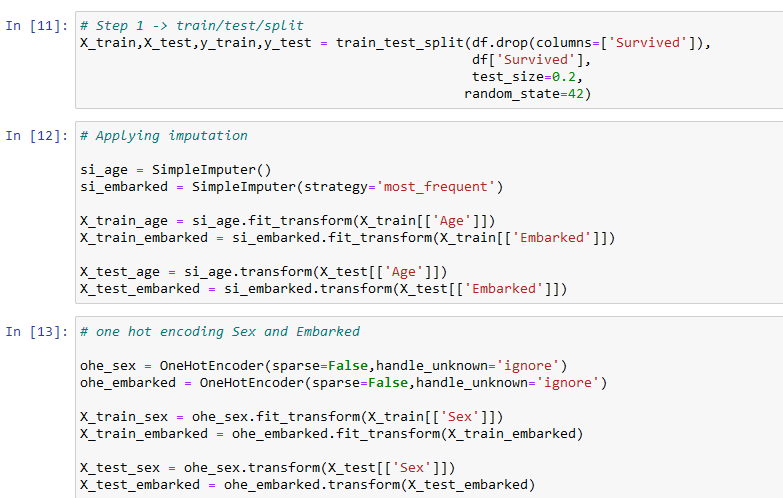 In [11]: # Step 1 -> train/test/split
X_train,X_test,y_train,y_test = train_test_split(df.drop(columns=['Survived']),
df['Survived'],
test_size=0.2,
random_state=42)
In [12]: # Applying imputation
si_age = SimpleImputer()
si_embarked = SimpleImputer(strategy='most_frequent')
X_train_age = si_age.fit_transform(X_train[['Age']])
X_train_embarked = si_embarked.fit_transform(X_train[['Embarked']])
X_test_age = si_age.transform(X_test[['Age']])
X_test_embarked = si_embarked.transform(X_test[['Embarked']])
In [13]: # one hot encoding Sex and Embarked
ohe_sex = OneHotEncoder(sparse=False,handle_unknown='ignore')
ohe_embarked = OneHotEncoder(sparse=False,handle_unknown='ignore')
X_train_sex = ohe_sex.fit_transform(X_train[['Sex']])
X_train_embarked = ohe_embarked.fit_transform(X_train_embarked)
X_test_sex = ohe_sex.transform(X_test[['Sex']])
X_test_embarked = ohe_embarked.transform(X_test_embarked)